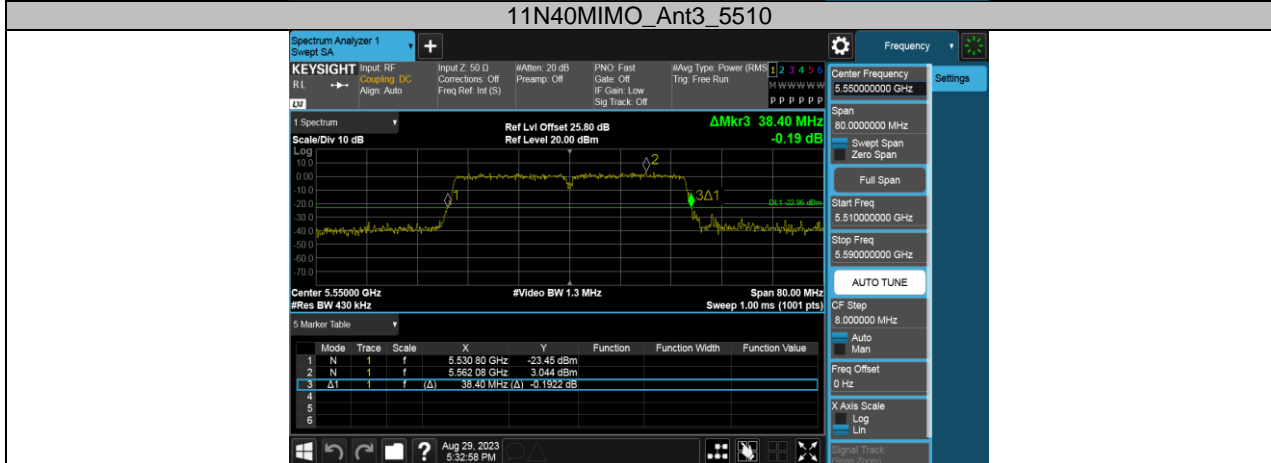 11N40MIMO_Ant3_5510
Spectrum Analyzer 1
Swept SA
+
Frequency
KEYSIGHT Input: RF Input Z: 50 Ω #Atten: 20 dB PNO: Fast #Avg Type: Power (RMS 1 2 3 4 5 6
RL Coupling: DC Corrections: Off Preamp: Off Gate: Off Trig: Free Run
Align: Auto Freq Ref: Int (S) IF Gain: Low M W W W W W
LXI Sig Track: Off P P P P P P
Center Frequency
5.550000000 GHz
Settings
Span
80.0000000 MHz
Swept Span
Zero Span
Full Span
Start Freq
5.510000000 GHz
Stop Freq
5.590000000 GHz
AUTO TUNE
CF Step
8.000000 MHz
Auto
Man
Freq Offset
0 Hz
X Axis Scale
Log
Lin
Signal Track
(Span Zoom)
1 Spectrum Ref Lvl Offset 25.80 dB ΔMkr3 38.40 MHz
Scale/Div 10 dB Ref Level 20.00 dBm -0.19 dB
Log
10.0
0.00
-10.0
-20.0
-30.0
-40.0
-50.0
-60.0
-70.0
1
2
3Δ1
DL1 -22.96 dBm
Center 5.55000 GHz #Video BW 1.3 MHz Span 80.00 MHz
#Res BW 430 kHz Sweep 1.00 ms (1001 pts)
5 Marker Table
Mode Trace Scale X Y Function Function Width Function Value
1 N 1 f 5.530 80 GHz -23.45 dBm
2 N 1 f 5.562 08 GHz 3.044 dBm
3 Δ1 1 f (Δ) 38.40 MHz (Δ) -0.1922 dB
4
5
6
? Aug 29, 2023
5:32:58 PM